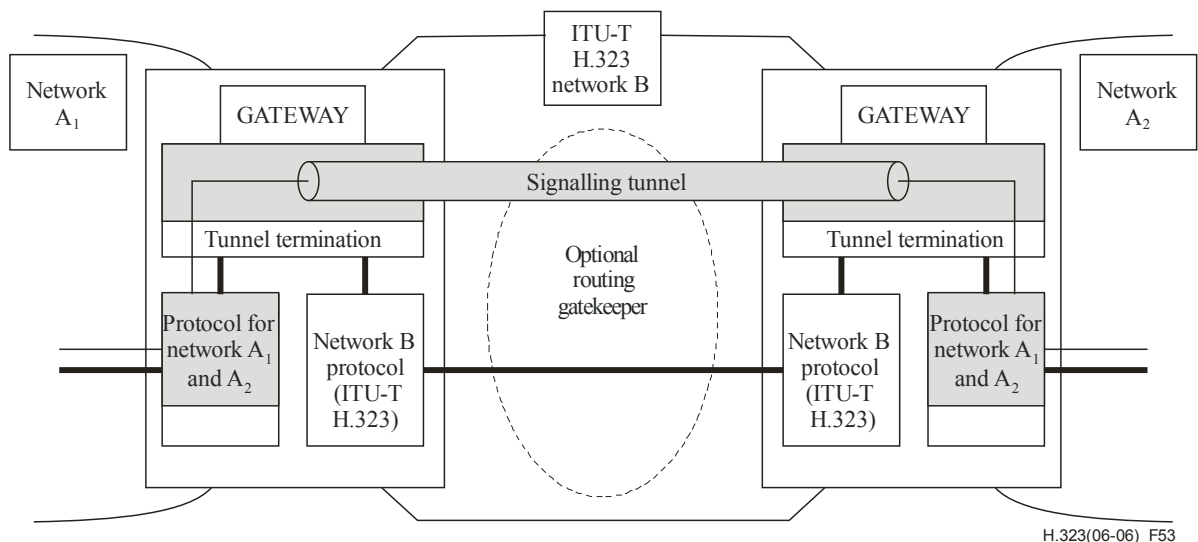 ITU-T
H.323
network B
Network
A₁
Network
A₂
GATEWAY
GATEWAY
Signalling tunnel
Tunnel termination
Tunnel termination
Optional
routing
gatekeeper
Protocol for
network A₁
and A₂
Network B
protocol
(ITU-T
H.323)
Network B
protocol
(ITU-T
H.323)
Protocol for
network A₁
and A₂
H.323(06-06)_F53